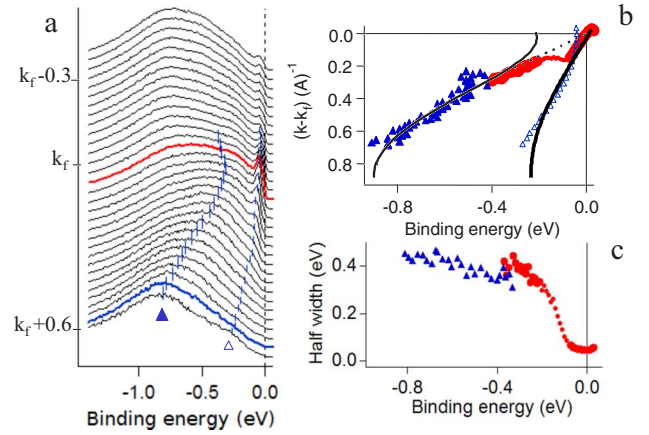 a
k_f-0.3
k_f
k_f+0.6
-1.0
-0.5
0.0
Binding energy (eV)
b
0.0
0.2
0.4
0.6
0.8
(k-k_f) (A)^-1
-0.8
-0.4
0.0
Binding energy (eV)
c
0.4
0.2
0.0
Half width (eV)
-0.8
-0.4
0.0
Binding energy (eV)